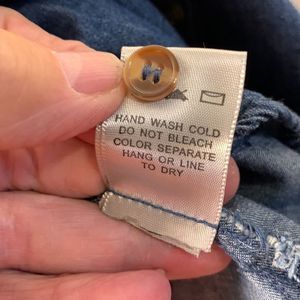 HAND WASH COLD
DO NOT BLEACH
COLOR SEPARATE
HANG OR LINE
TO DRY